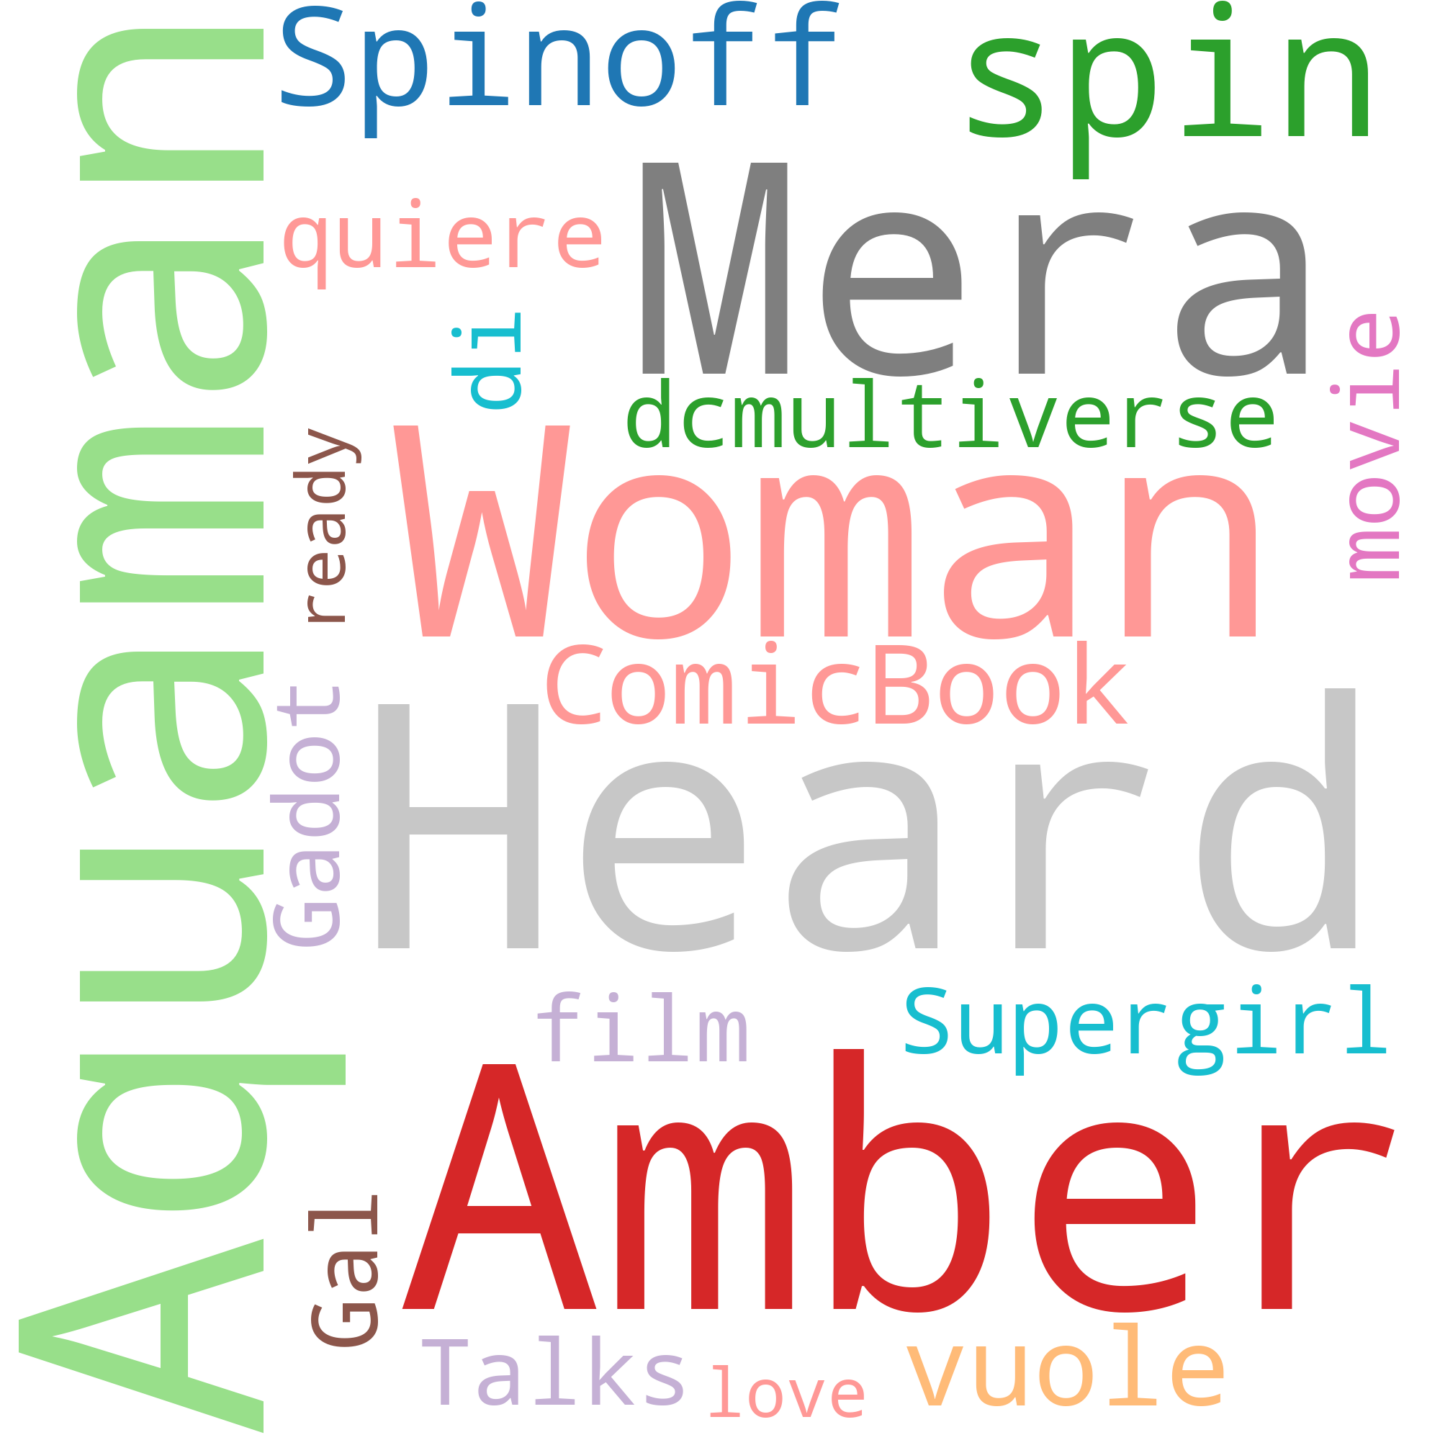 Aquaman
Spinoff
spin
Mera
quiere
di
movie
dcmultiverse
ready
Woman
ComicBook
Gadot
Heard
film
Supergirl
Amber
Gal
Talks
love
vuole